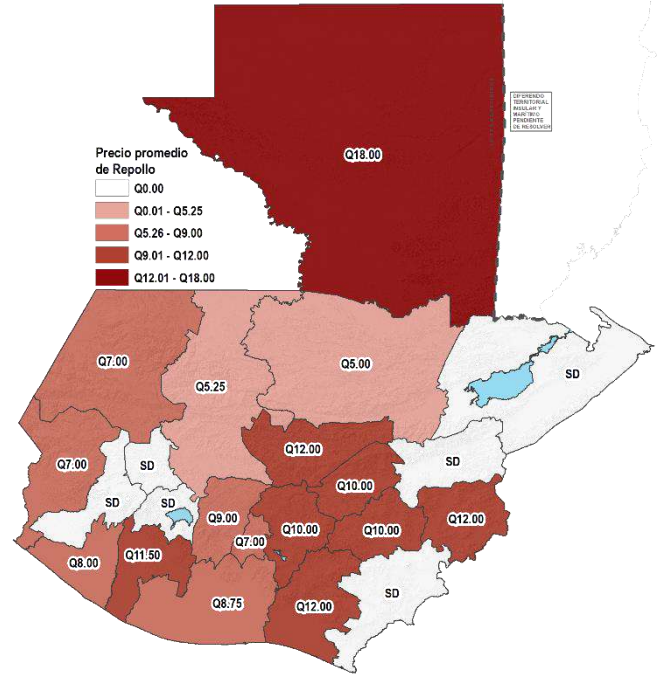 DIFERENDO
TERRITORIAL
INSULAR Y
MARÍTIMO
PENDIENTE
DE RESOLVER
Q18.00
Precio promedio
de Repollo
Q0.00
Q0.01 - Q5.25
Q5.26 - Q9.00
Q9.01 - Q12.00
Q12.01 - Q18.00
Q7.00
Q5.25
Q5.00
SD
Q12.00
Q7.00
SD
SD
Q10.00
SD
SD
Q9.00
Q10.00
Q10.00
Q12.00
Q7.00
Q11.50
Q8.00
SD
Q8.75
Q12.00